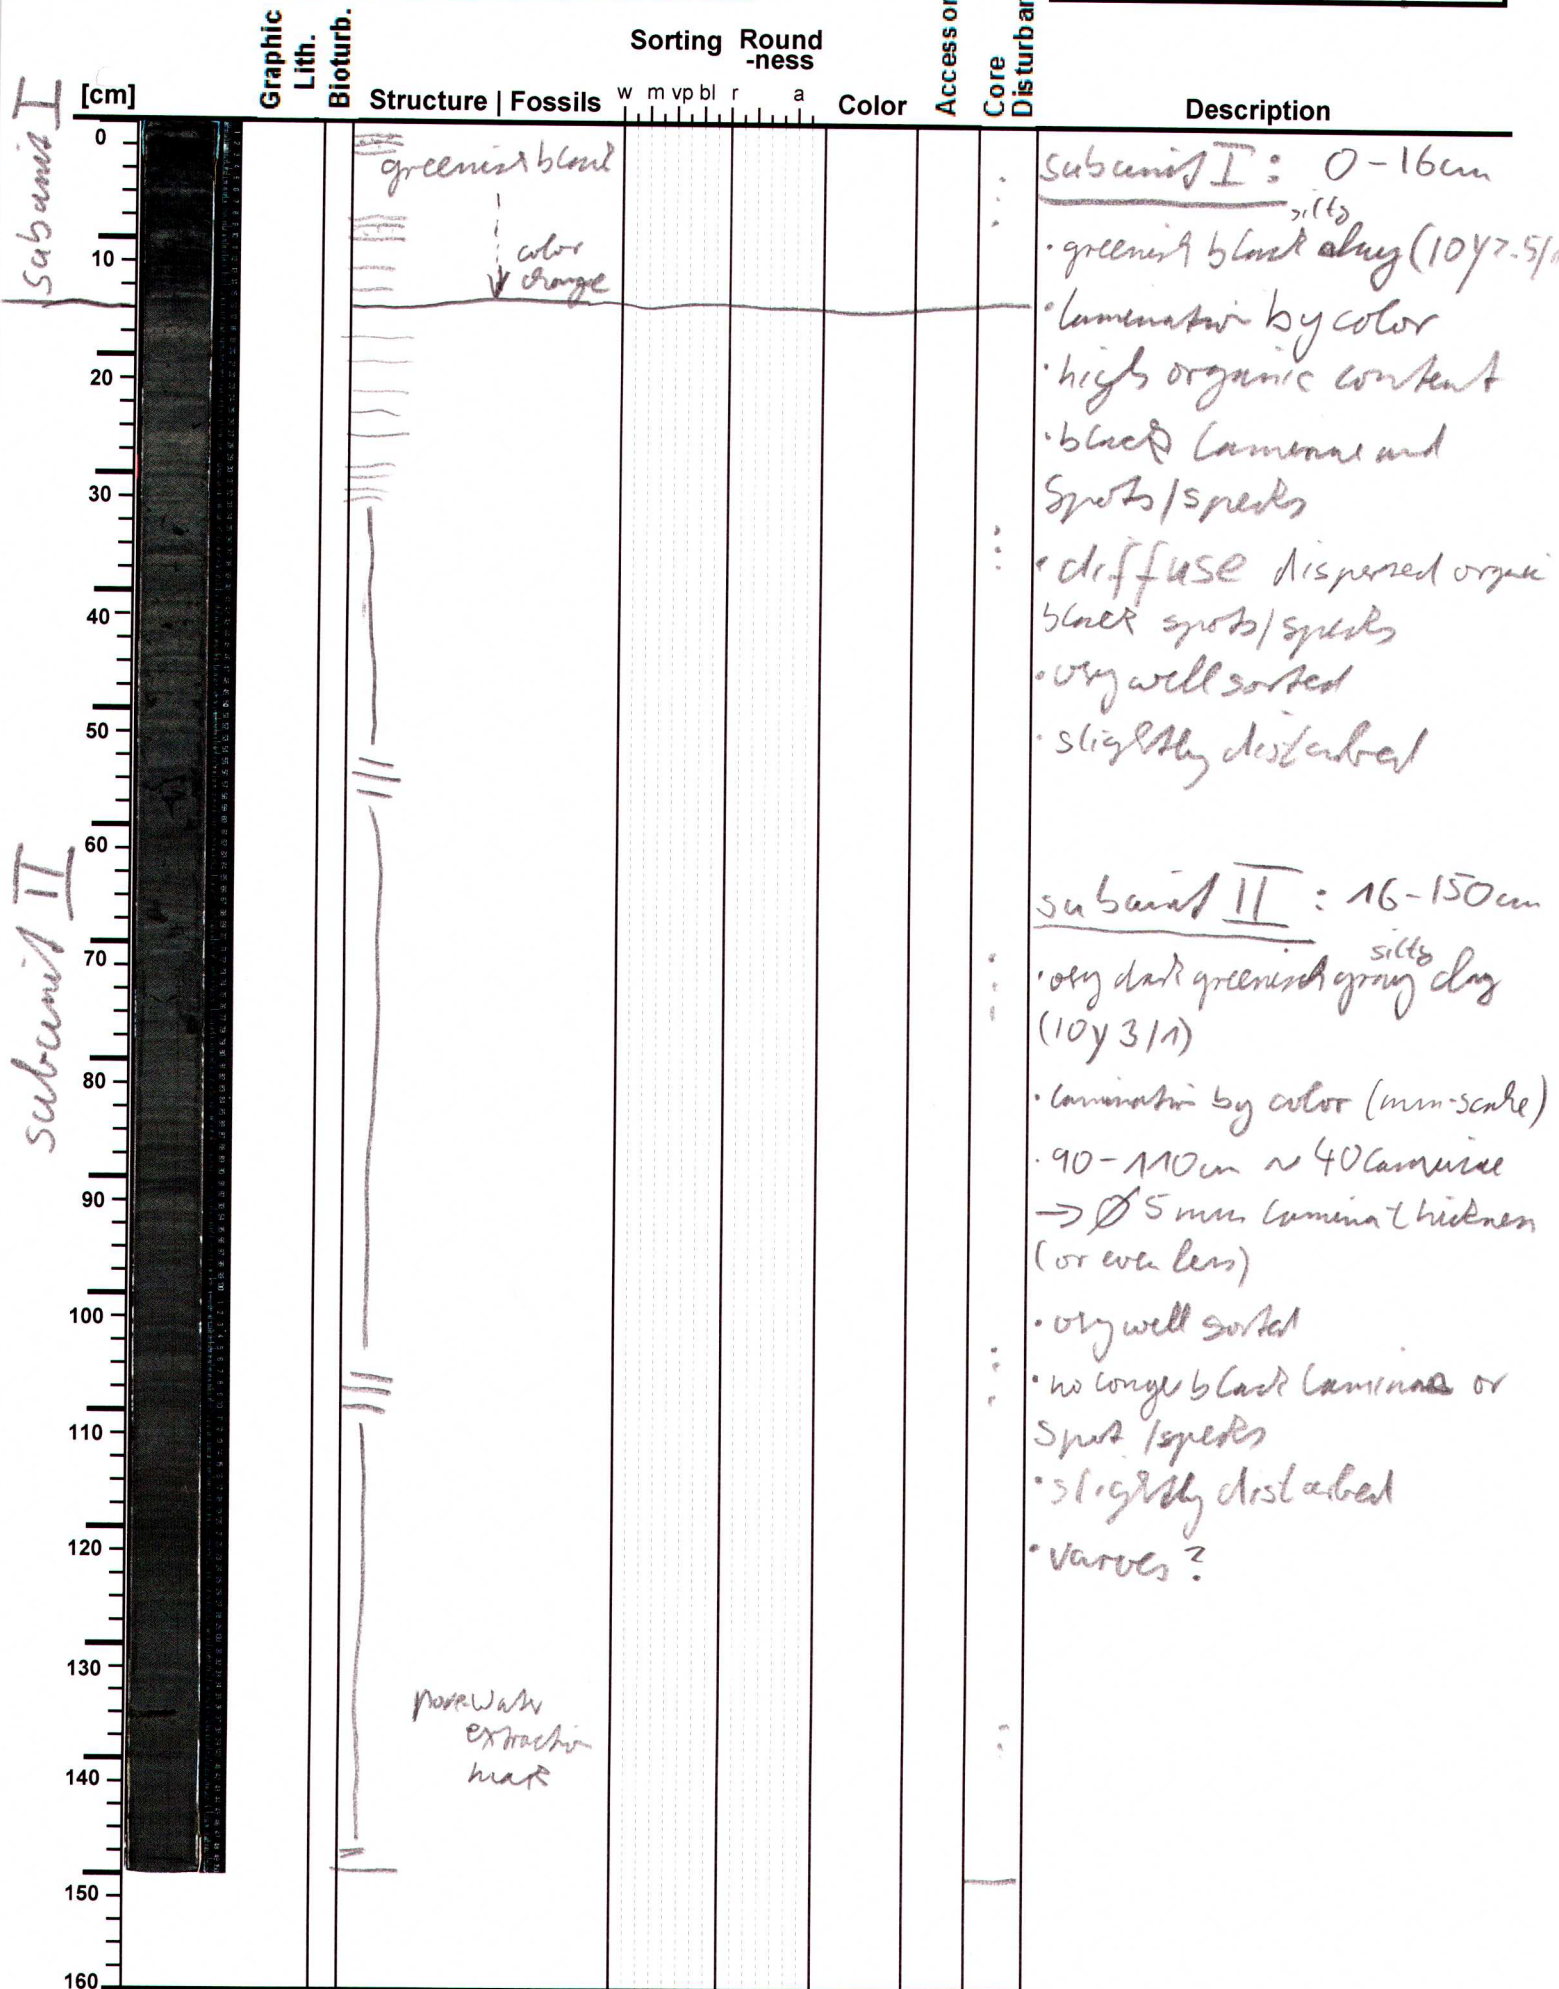 Graphic
Lith.
Bioturb.
Structure | Fossils
Sorting
w m vp bl
Round
-ness
r a
Color
Core
Disturban
Description
[cm]
subunit I
subunit II
0
10
20
30
40
50
60
70
80
90
100
110
120
130
140
150
160
greenish black
color
change
porewater
extraction
mark
subunit I : 0-16cm
silty
• greenish black clay (10Y2.5/1
• lamination by color
• high organic content
• black laminae and
spots/specks
• diffuse dispersed organic
black spots/specks
• very well sorted
• slightly disturbed
subunit II : 16-150cm
silty
• very dark greenish gray clay
(10Y 3/1)
• lamination by color (mm-scale)
• 90-110cm ~ 40 laminae
→ Ø 5mm lamina thickness
(or even less)
• very well sorted
• no longer black laminae or
spot /specks
• slightly disturbed
• varves?